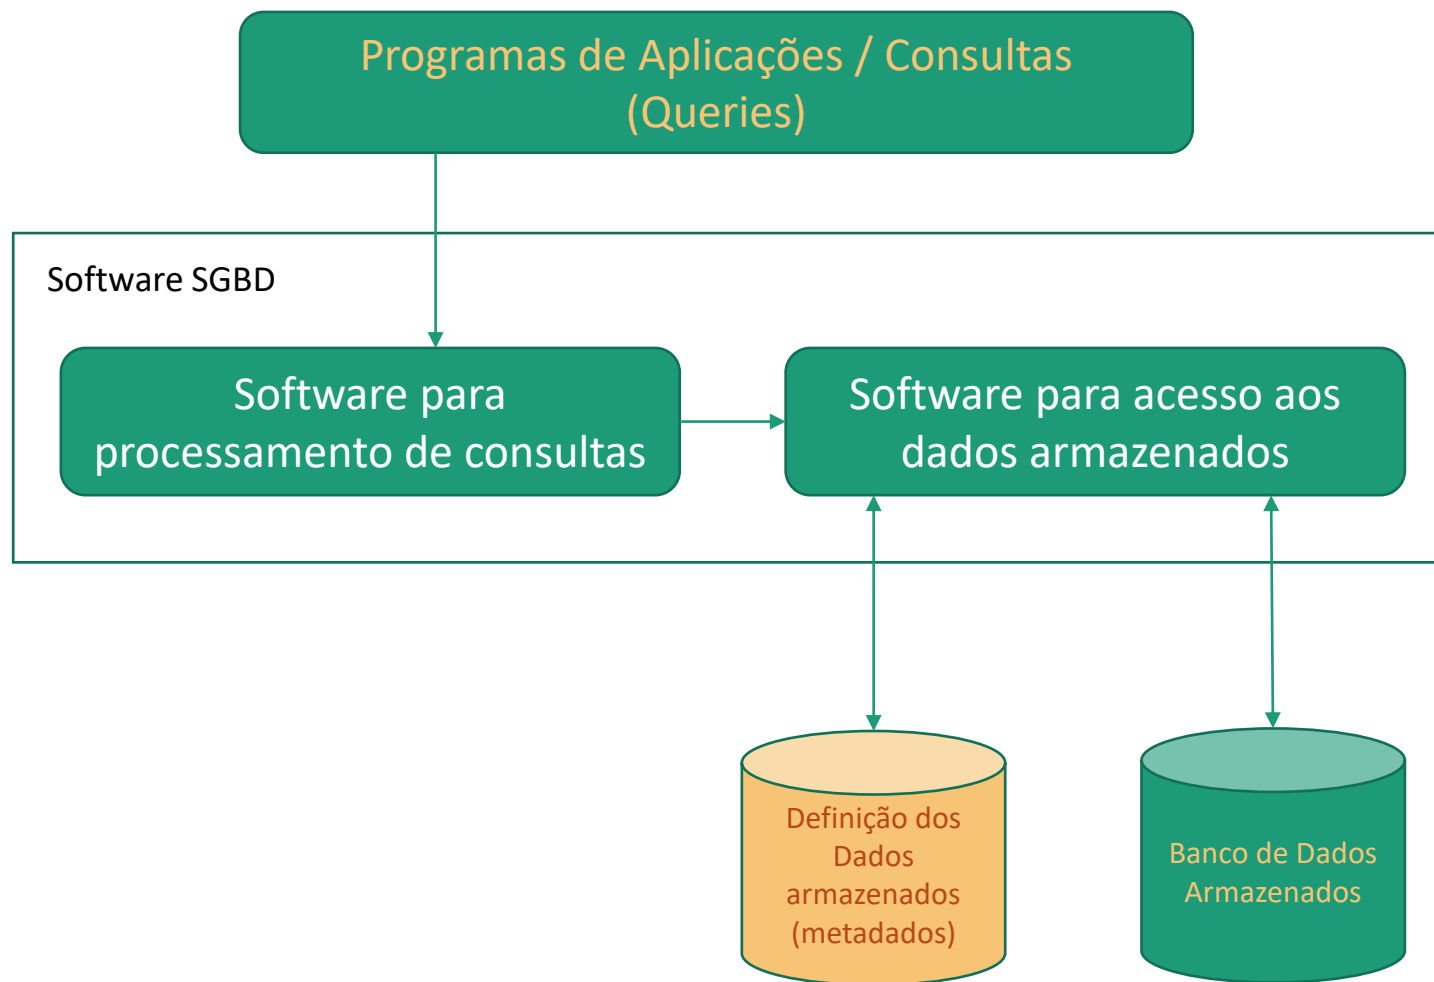 Programas de Aplicações / Consultas
(Queries)
Software SGBD
Software para
processamento de consultas
Software para acesso aos
dados armazenados
Definição dos
Dados
armazenados
(metadados)
Banco de Dados
Armazenados